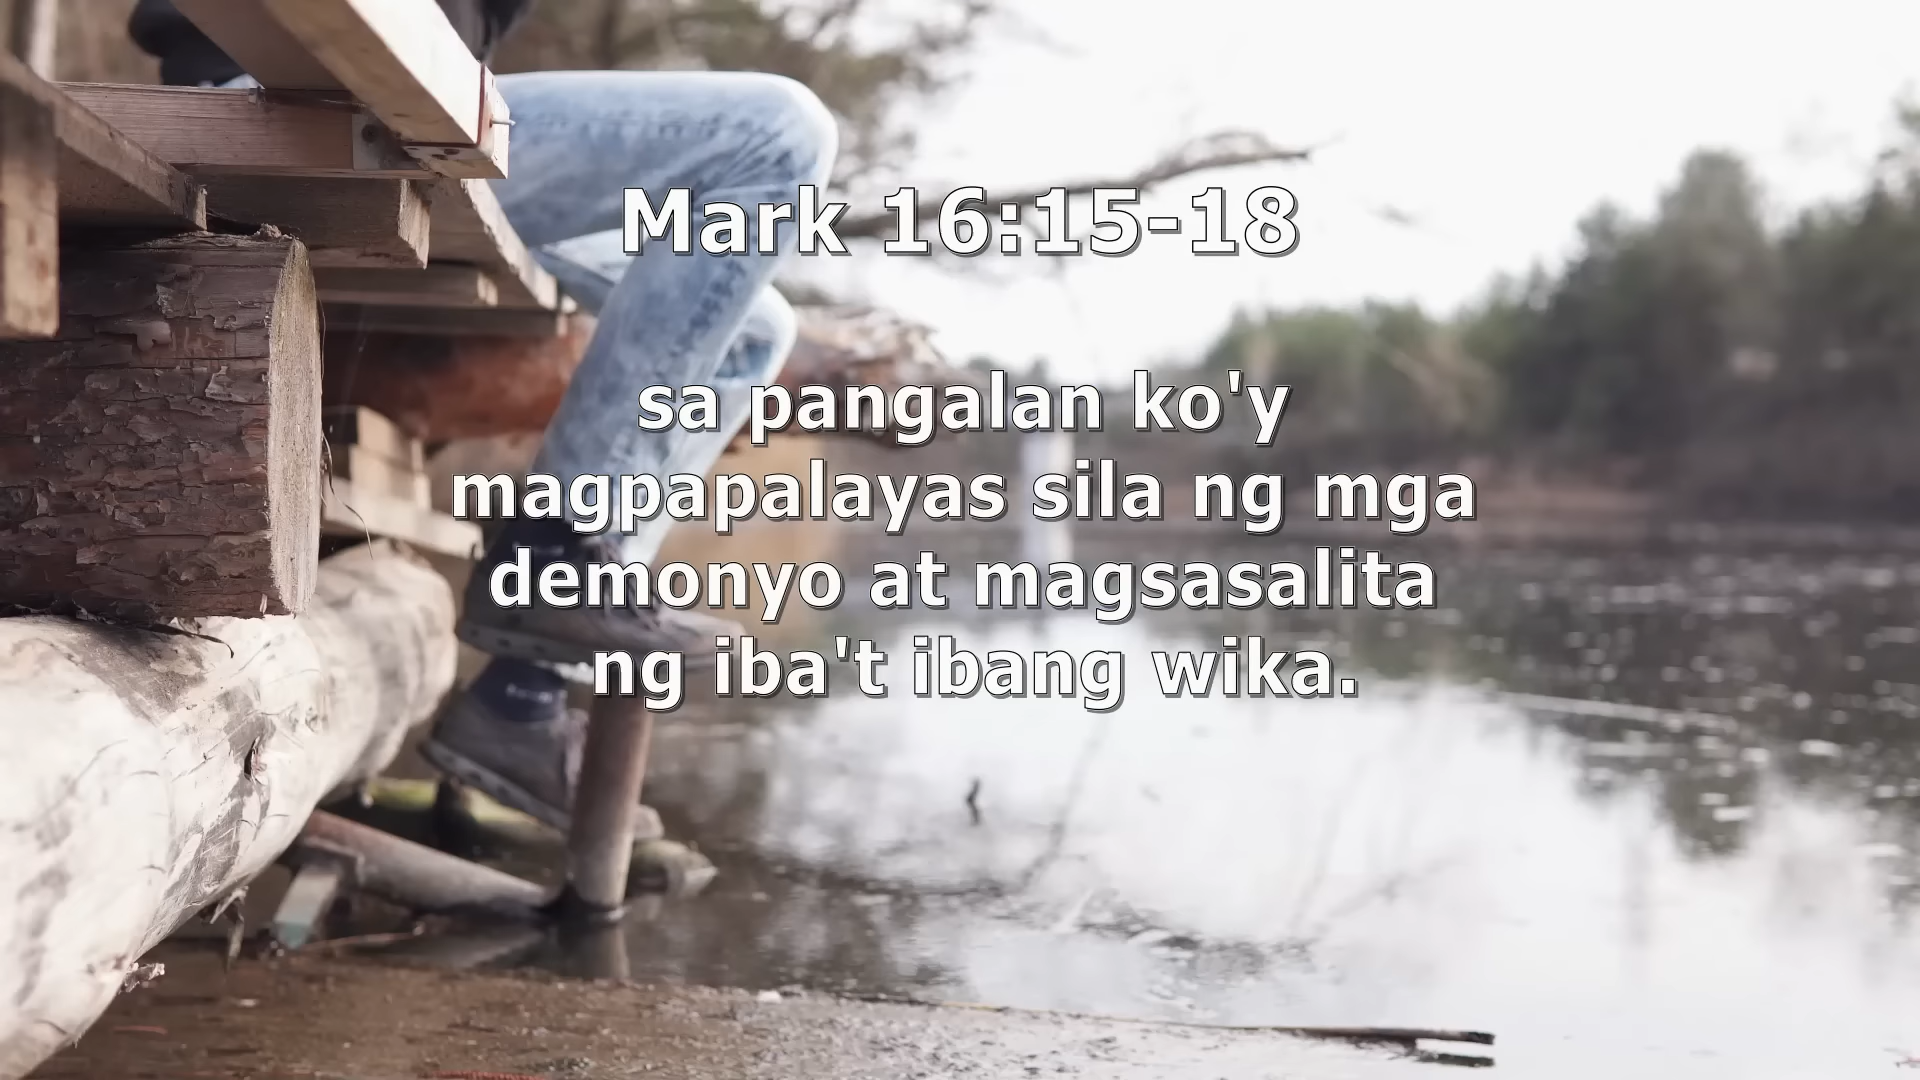 Mark 16:15-18
sa pangalan ko'y
magpapalayas sila ng mga
demonyo at magsasalita
ng iba't ibang wika.